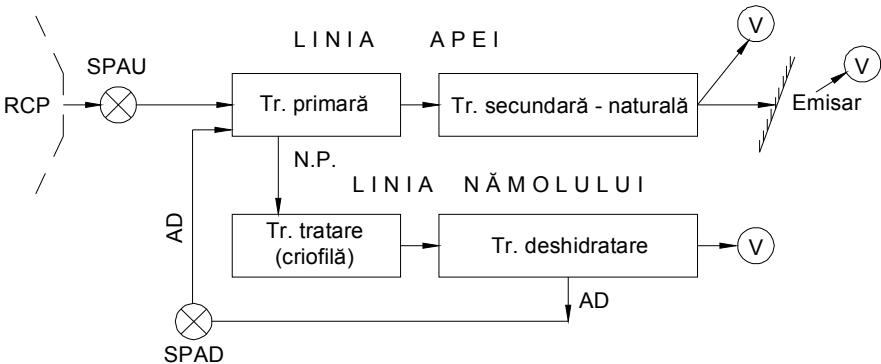 LINIA APEI
V
V
SPAU
RCP
Tr. primară
Tr. secundară - naturală
Emisar
N.P.
LINIA NĂMOLULUI
AD
Tr. tratare
(criofilă)
Tr. deshidratare
V
AD
SPAD